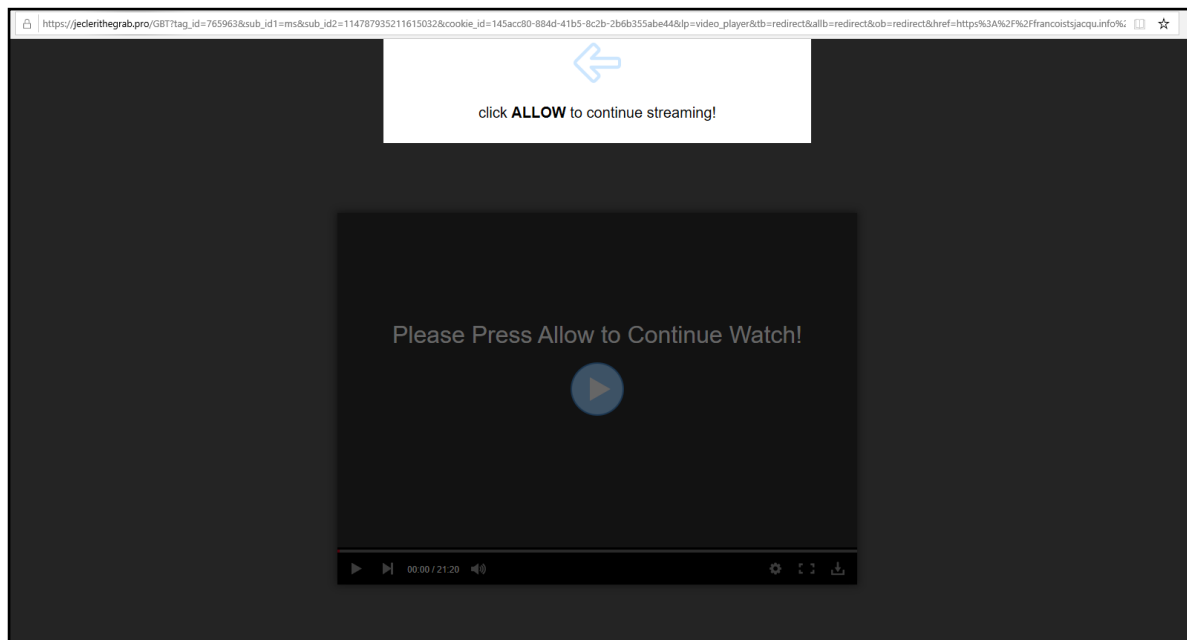 https://jeclerithegrab.pro/GBT?tag_id=765963&sub_id1=ms&sub_id2=114787935211615032&cookie_id=145acc80-884d-41b5-8c2b-2b6b355abe44&lp=video_player&tb=redirect&allb=redirect&ob=redirect&href=https%3A%2F%2Ffrancoistsjacqu.info%2
click ALLOW to continue streaming!
Please Press Allow to Continue Watch!
00:00 / 21:20